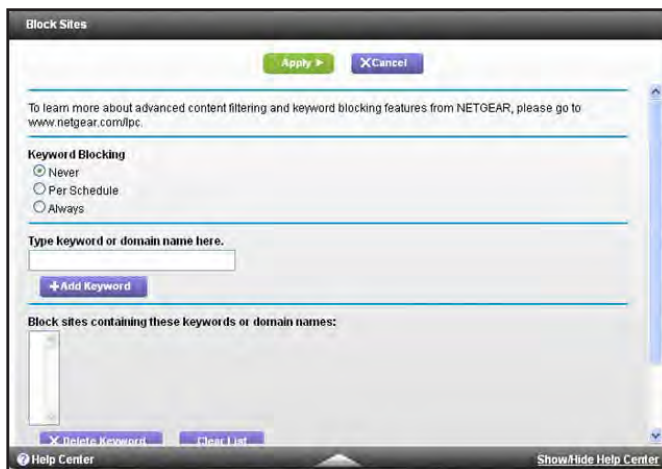 Block Sites
Apply
Cancel
To learn more about advanced content filtering and keyword blocking features from NETGEAR, please go to
www.netgear.com/lpc.
Keyword Blocking
Never
Per Schedule
Always
Type keyword or domain name here.
+Add Keyword
Block sites containing these keywords or domain names:
Delete Keyword Clear List
Help Center Show/Hide Help Center